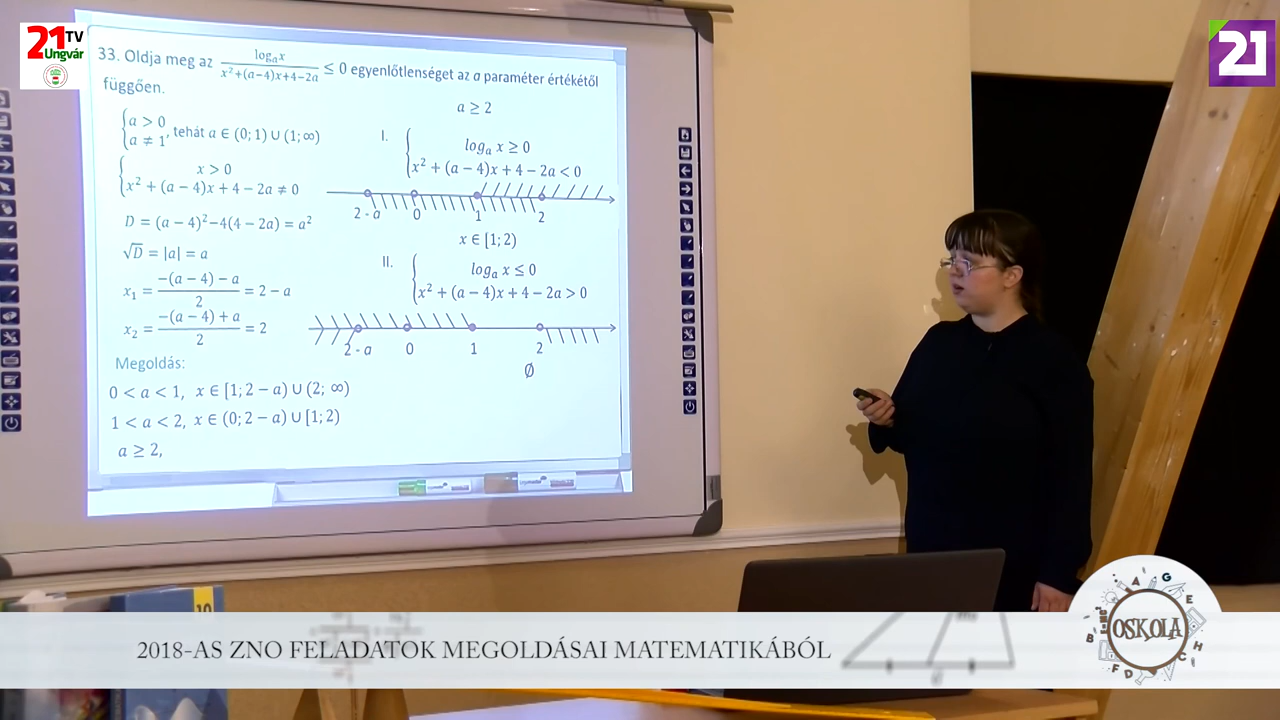 21 TV
Ungvár
21
33. Oldja meg az log_a x / x²+(a−4)x+4−2a ≤ 0 egyenlőtlenséget az a paraméter értékétől
függően.
{a > 0
{a ≠ 1, tehát a ∈ (0; 1) ∪ (1; ∞)
{x > 0
{x² + (a − 4)x + 4 − 2a ≠ 0
D = (a − 4)²−4(4 − 2a) = a²
√D = |a| = a
x₁ = −(a − 4) − a / 2 = 2 − a
x₂ = −(a − 4) + a / 2 = 2
Megoldás:
0 < a < 1, x ∈ [1; 2 − a) ∪ (2; ∞)
1 < a < 2, x ∈ (0; 2 − a) ∪ [1; 2)
a ≥ 2,
a ≥ 2
I. {log_a x ≥ 0
{x² + (a − 4)x + 4 − 2a < 0
2 - a 0 1 2
x ∈ [1; 2)
II. {log_a x ≤ 0
{x² + (a − 4)x + 4 − 2a > 0
2 - a 0 1 2
∅
10
2018-AS ZNO FELADATOK MEGOLDÁSAI MATEMATIKÁBÓL
OSKOLA